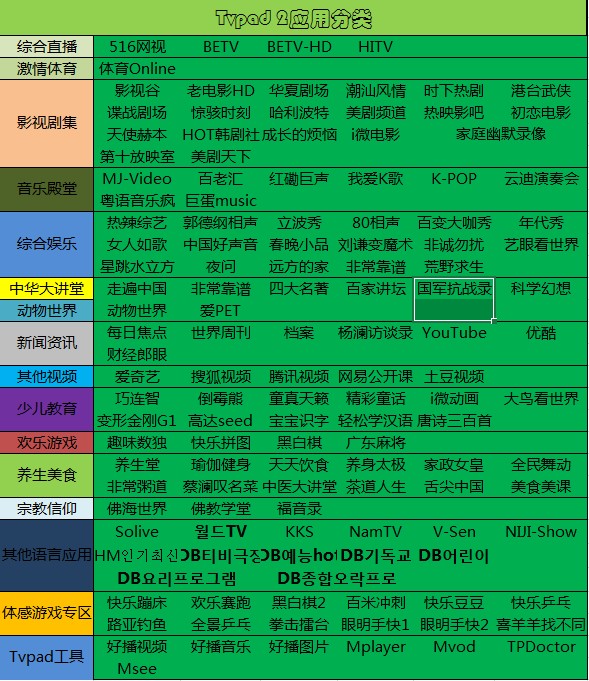 Tvpad 2应用分类
综合直播 516网视 BETV BETV-HD HITV
激情体育 体育Online
影视剧集 影视谷 老电影HD 华夏剧场 潮汕风情 时下热剧 港台武侠
谍战剧场 惊骇时刻 哈利波特 美剧频道 热映影吧 初恋电影
天使赫本 HOT韩剧社 成长的烦恼 i微电影 家庭幽默录像
第十放映室 美剧天下
音乐殿堂 MJ-Video 百老汇 红磡巨声 我爱K歌 K-POP 云迪演奏会
粤语音乐疯 巨蛋music
综合娱乐 热辣综艺 郭德纲相声 立波秀 80相声 百变大咖秀 年代秀
女人如歌 中国好声音 春晚小品 刘谦变魔术 非诚勿扰 艺眼看世界
星跳水立方 夜问 远方的家 非常靠谱 荒野求生
中华大讲堂 走遍中国 非常靠谱 四大名著 百家讲坛 国军抗战录 科学幻想
动物世界 动物世界 爱PET
新闻资讯 每日焦点 世界周刊 档案 杨澜访谈录 YouTube 优酷
财经郎眼
其他视频 爱奇艺 搜狐视频 腾讯视频 网易公开课 土豆视频
少儿教育 巧连智 倒霉熊 童真天籁 精彩童话 i微动画 大鸟看世界
变形金刚G1 高达seed 宝宝识字 轻松学汉语 唐诗三百首
欢乐游戏 趣味数独 快乐拼图 黑白棋 广东麻将
养生美食 养生堂 瑜伽健身 天天饮食 养身太极 家政女皇 全民舞动
非常粥道 蔡澜叹名菜 中医大讲堂 茶道人生 舌尖中国 美食美课
宗教信仰 佛海世界 佛教学堂 福音录
其他语言应用 Solive 월드TV KKS NamTV V-Sen NIJI-Show
HM인기최신 DB티비극장 DB예능hot DB기독교 DB어린이
DB요리프로그램 DB종합오락프로
体感游戏专区 快乐蹦床 欢乐赛跑 黑白棋2 百米冲刺 快乐豆豆 快乐乒乓
路亚钓鱼 全景乒乓 拳击擂台 眼明手快1 眼明手快2 喜羊羊找不同
Tvpad工具 好播视频 好播音乐 好播图片 Mplayer Mvod TPDoctor
Msee